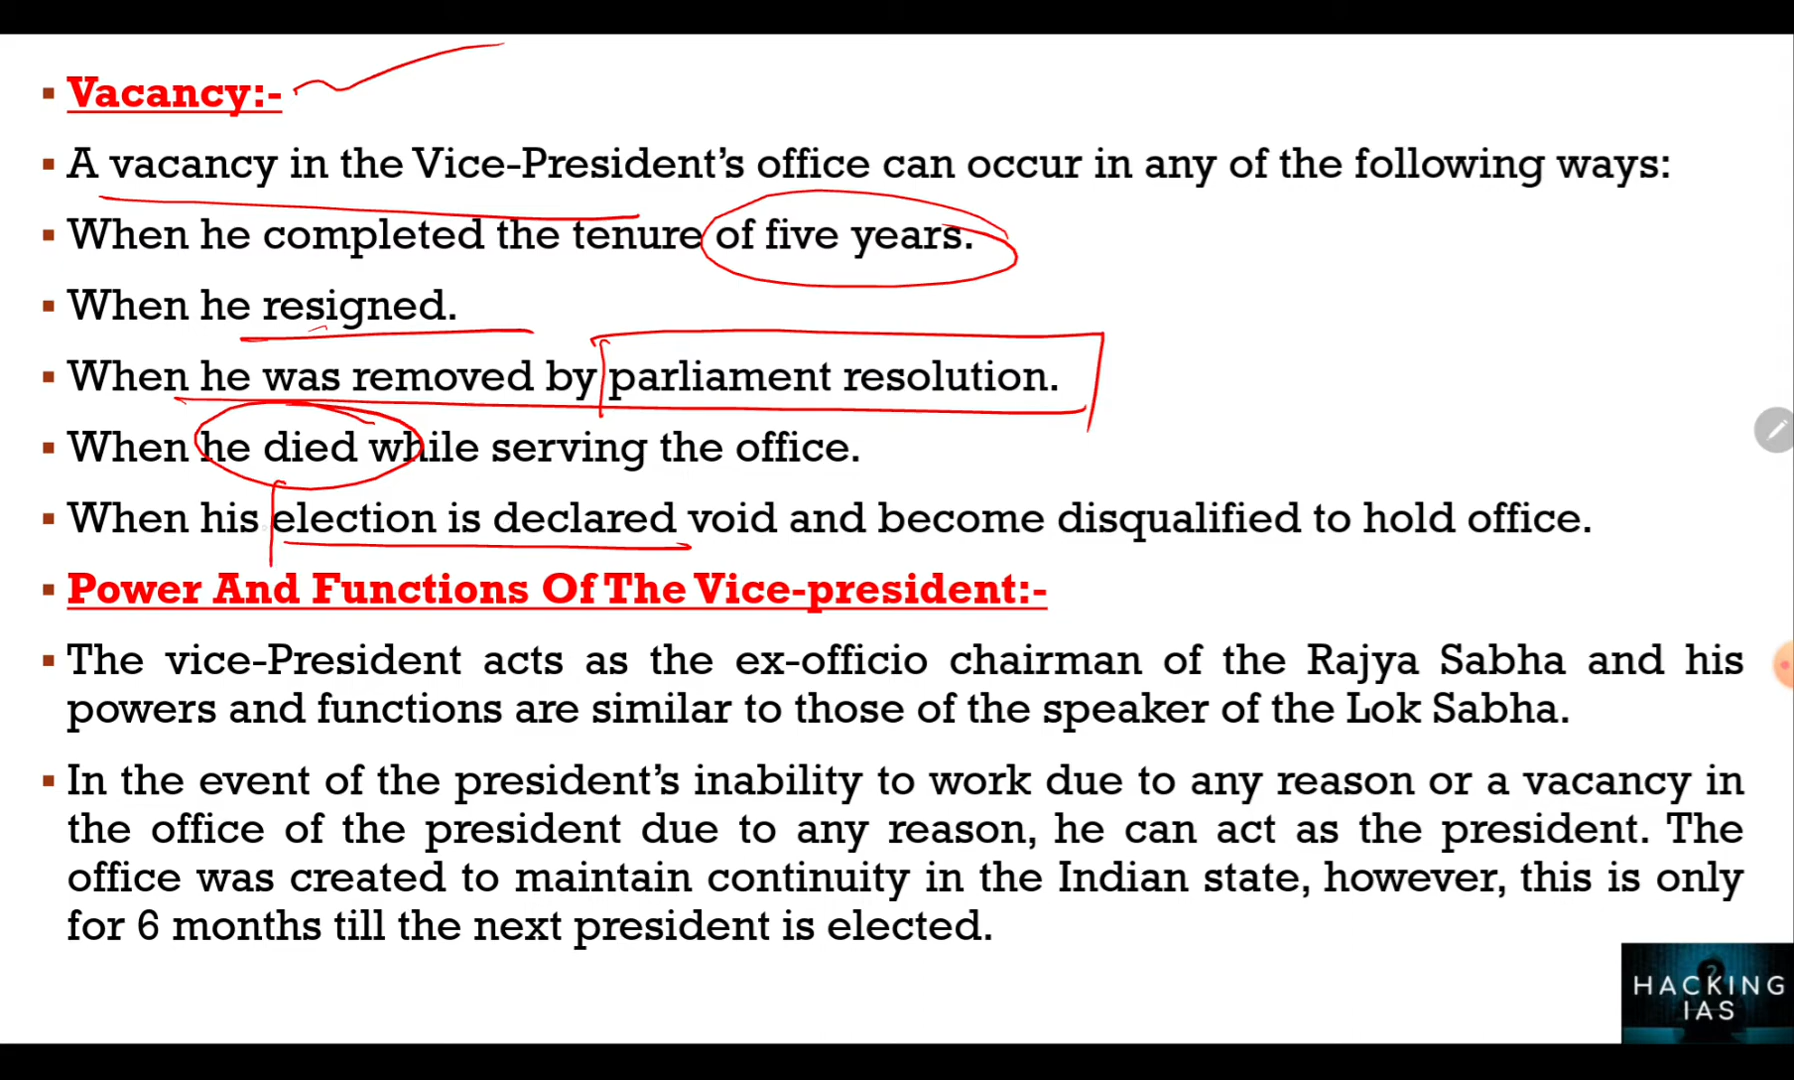 ▪ Vacancy:-
▪ A vacancy in the Vice-President's office can occur in any of the following ways:
▪ When he completed the tenure of five years.
▪ When he resigned.
▪ When he was removed by parliament resolution.
▪ When he died while serving the office.
▪ When his election is declared void and become disqualified to hold office.
▪ Power And Functions Of The Vice-president:-
▪ The vice-President acts as the ex-officio chairman of the Rajya Sabha and his
powers and functions are similar to those of the speaker of the Lok Sabha.
▪ In the event of the president's inability to work due to any reason or a vacancy in
the office of the president due to any reason, he can act as the president. The
office was created to maintain continuity in the Indian state, however, this is only
for 6 months till the next president is elected.
HACKING
IAS